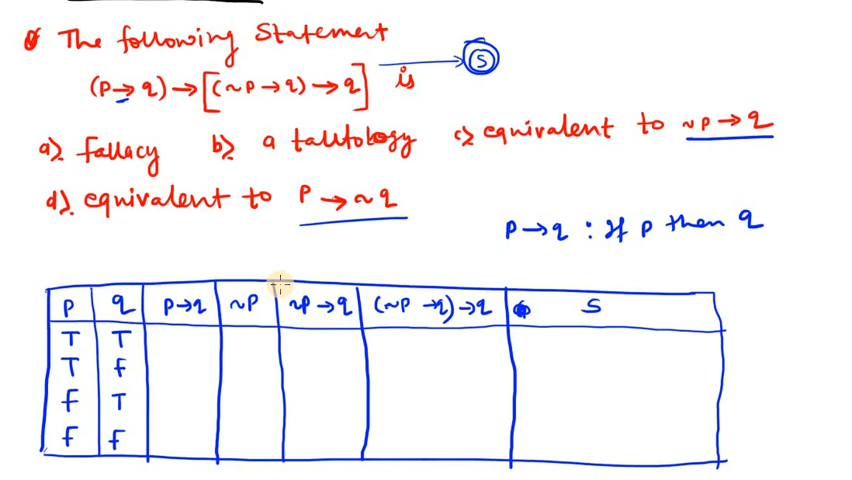 The following Statement
(P → q) → [(~P → q) → q] is S
a). fallacy b). a tautology c). equivalent to ~P → q
d). equivalent to P → ~q
P → q : If p then q
P q P→q ~P ~P→q (~P → q) → q S
T T
T F
F T
F F